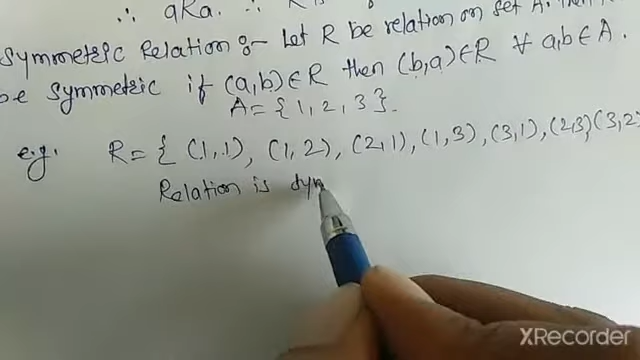 ∴ aRa. ∴ R is
Symmetric Relation :- Let R be relation on set A. then R
be symmetric if (a,b) ∈ R then (b,a) ∈ R ∀ a,b ∈ A.
A = {1, 2, 3}.
e.g. R = { (1,1), (1,2), (2,1), (1,3), (3,1), (2,3) (3,2)
Relation is sym
XRecorder